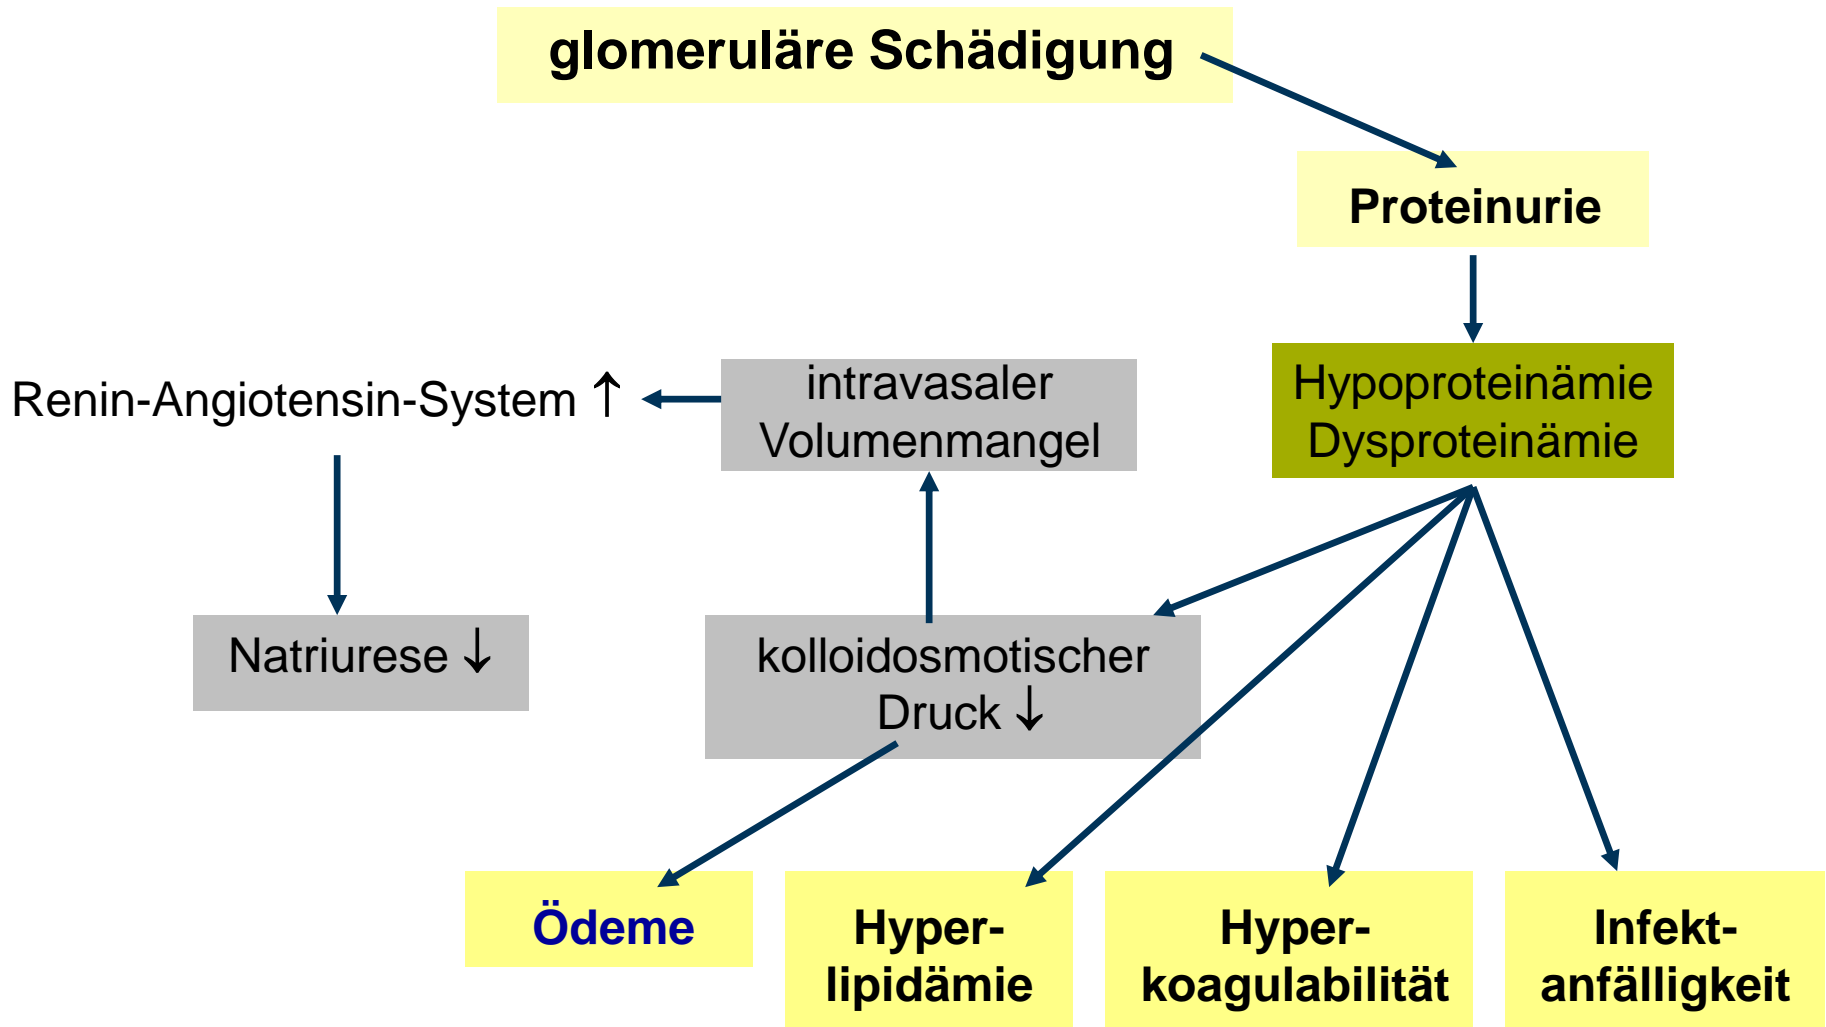 glomeruläre Schädigung
Proteinurie
Renin-Angiotensin-System ↑
intravasaler
Volumenmangel
Hypoproteinämie
Dysproteinämie
Natriurese ↓
kolloidosmotischer
Druck ↓
Ödeme
Hyper-
lipidämie
Hyper-
koagulabilität
Infekt-
anfälligkeit